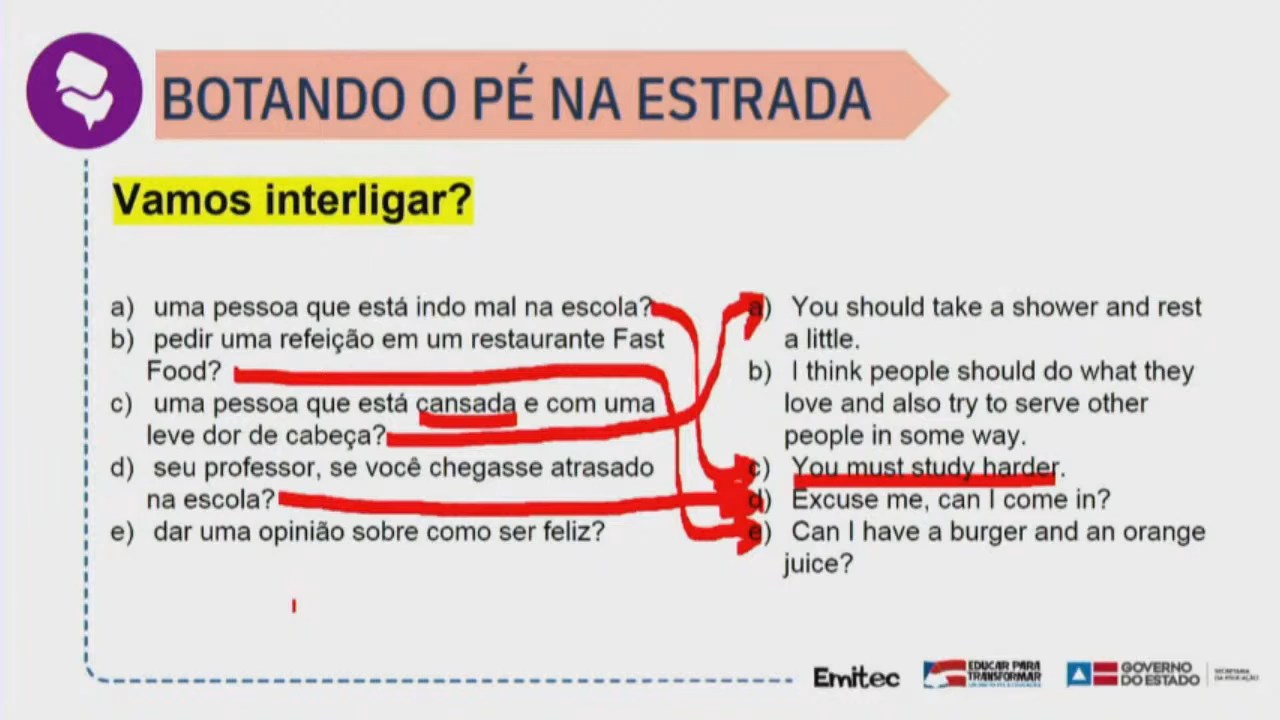 BOTANDO O PÉ NA ESTRADA
Vamos interligar?
a) uma pessoa que está indo mal na escola?
b) pedir uma refeição em um restaurante Fast
Food?
c) uma pessoa que está cansada e com uma
leve dor de cabeça?
d) seu professor, se você chegasse atrasado
na escola?
e) dar uma opinião sobre como ser feliz?
a) You should take a shower and rest
a little.
b) I think people should do what they
love and also try to serve other
people in some way.
c) You must study harder.
d) Excuse me, can I come in?
e) Can I have a burger and an orange
juice?
Emitec
EDUCAR PARA
TRANSFORMAR
GOVERNO
DO ESTADO
SECRETARIA
DA EDUCAÇÃO